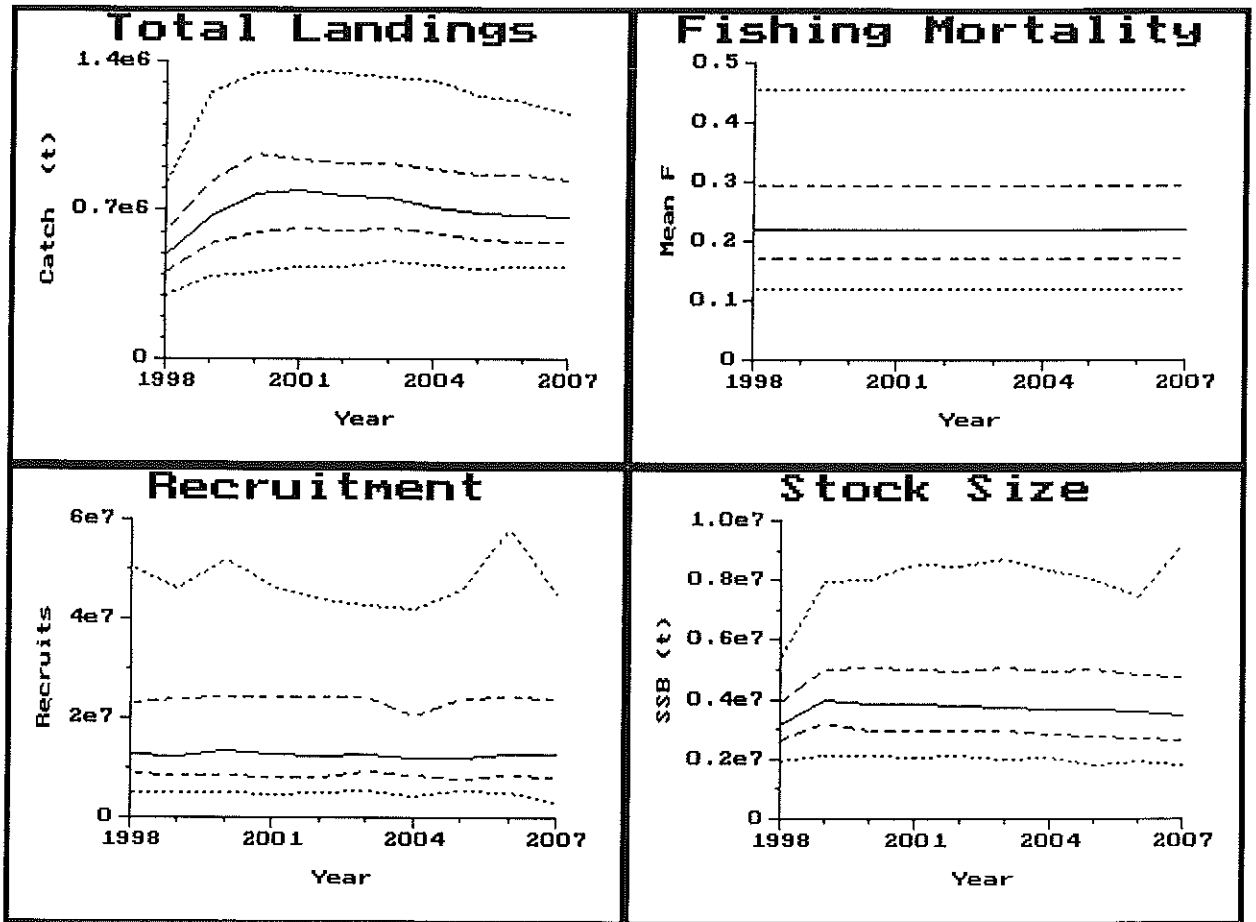 Total Landings
1.4e6
0.7e6
0
Catch (t)
1998 2001 2004 2007
Year
Fishing Mortality
0.5
0.4
0.3
0.2
0.1
0
Mean F
1998 2001 2004 2007
Year
Recruitment
6e7
4e7
2e7
0
Recruits
1998 2001 2004 2007
Year
Stock Size
1.0e7
0.8e7
0.6e7
0.4e7
0.2e7
0
SSB (t)
1998 2001 2004 2007
Year